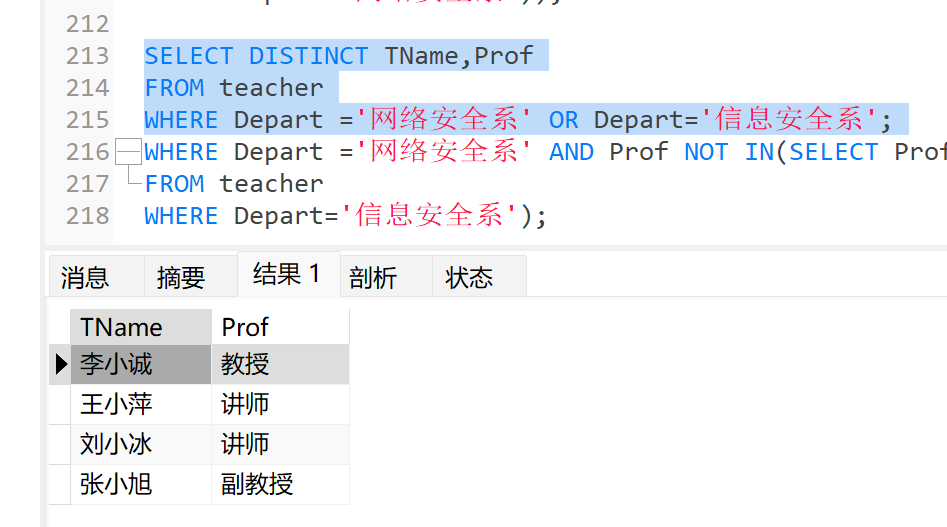 212
213 SELECT DISTINCT TName,Prof
214 FROM teacher
215 WHERE Depart ='网络安全系' OR Depart='信息安全系';
216 WHERE Depart ='网络安全系' AND Prof NOT IN(SELECT Prof
217 FROM teacher
218 WHERE Depart='信息安全系');
消息 摘要 结果 1 剖析 状态
TName Prof
李小诚 教授
王小萍 讲师
刘小冰 讲师
张小旭 副教授